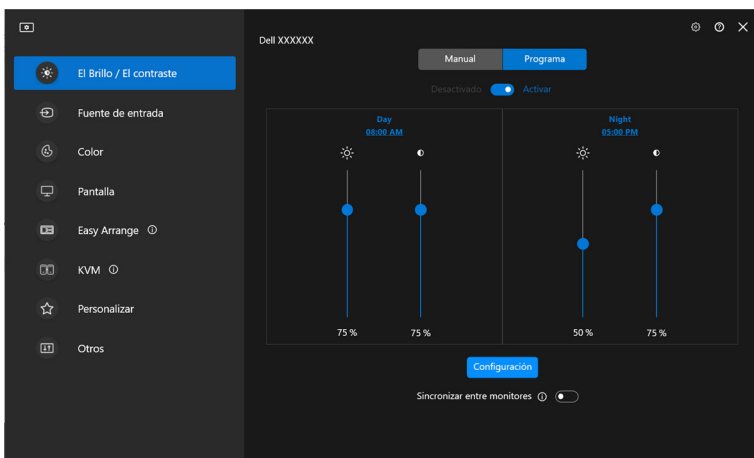 Dell XXXXXX
Manual Programa
Desactivado Activar
El Brillo / El contraste
Fuente de entrada
Color
Pantalla
Easy Arrange
KVM
Personalizar
Otros
Day
08:00 AM
75 % 75 %
Night
05:00 PM
50 % 75 %
Configuración
Sincronizar entre monitores